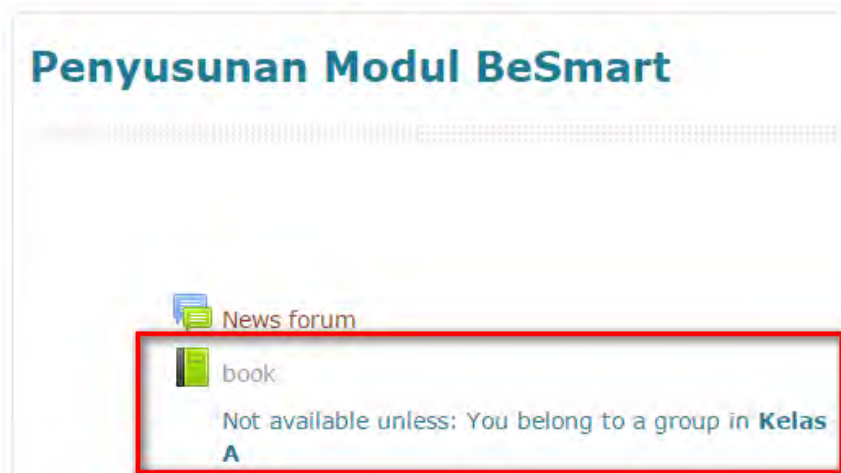 Penyusunan Modul BeSmart
News forum
book
Not available unless: You belong to a group in Kelas
A